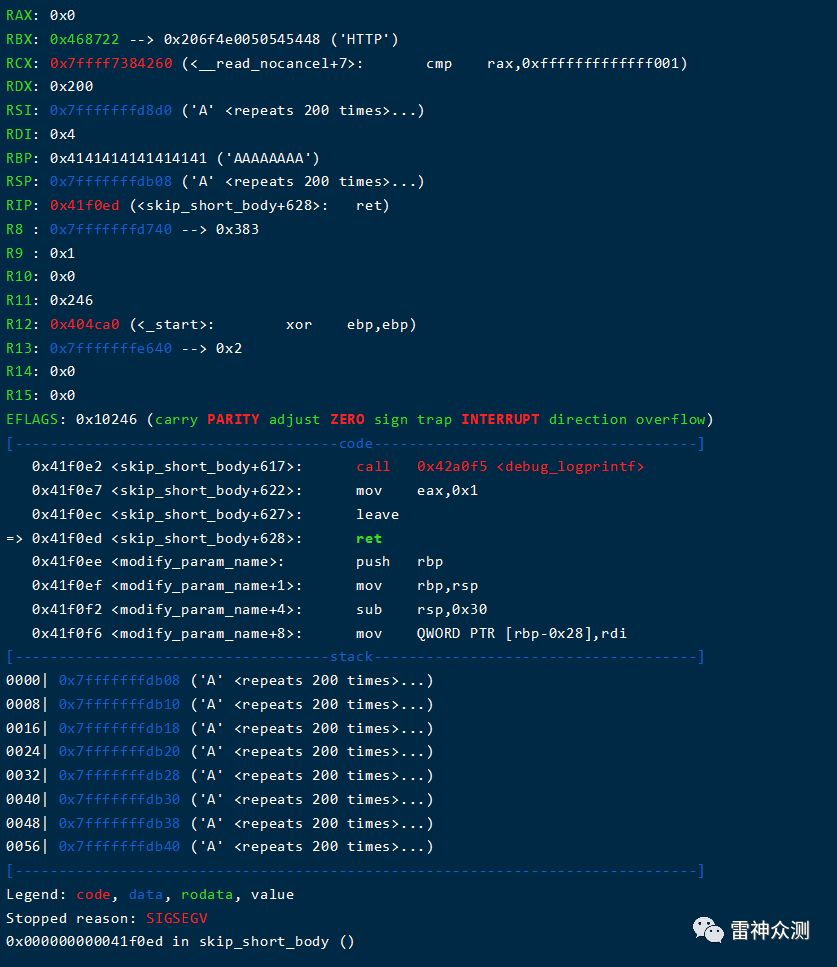 RAX: 0x0
RBX: 0x468722 --> 0x206f4e0050545448 ('HTTP')
RCX: 0x7ffff7384260 (<__read_nocancel+7>: cmp rax,0xfffffffffffff001)
RDX: 0x200
RSI: 0x7fffffffd8d0 ('A' <repeats 200 times>...)
RDI: 0x4
RBP: 0x4141414141414141 ('AAAAAAAA')
RSP: 0x7fffffffdb08 ('A' <repeats 200 times>...)
RIP: 0x41f0ed (<skip_short_body+628>: ret)
R8 : 0x7fffffffd740 --> 0x383
R9 : 0x1
R10: 0x0
R11: 0x246
R12: 0x404ca0 (<_start>: xor ebp,ebp)
R13: 0x7fffffffe640 --> 0x2
R14: 0x0
R15: 0x0
EFLAGS: 0x10246 (carry PARITY adjust ZERO sign trap INTERRUPT direction overflow)
[-------------------------------------code-------------------------------------]
0x41f0e2 <skip_short_body+617>: call 0x42a0f5 <debug_logprintf>
0x41f0e7 <skip_short_body+622>: mov eax,0x1
0x41f0ec <skip_short_body+627>: leave
=> 0x41f0ed <skip_short_body+628>: ret
0x41f0ee <modify_param_name>: push rbp
0x41f0ef <modify_param_name+1>: mov rbp,rsp
0x41f0f2 <modify_param_name+4>: sub rsp,0x30
0x41f0f6 <modify_param_name+8>: mov QWORD PTR [rbp-0x28],rdi
[------------------------------------stack-------------------------------------]
0000| 0x7fffffffdb08 ('A' <repeats 200 times>...)
0008| 0x7fffffffdb10 ('A' <repeats 200 times>...)
0016| 0x7fffffffdb18 ('A' <repeats 200 times>...)
0024| 0x7fffffffdb20 ('A' <repeats 200 times>...)
0032| 0x7fffffffdb28 ('A' <repeats 200 times>...)
0040| 0x7fffffffdb30 ('A' <repeats 200 times>...)
0048| 0x7fffffffdb38 ('A' <repeats 200 times>...)
0056| 0x7fffffffdb40 ('A' <repeats 200 times>...)
[------------------------------------------------------------------------------]
Legend: code, data, rodata, value
Stopped reason: SIGSEGV
0x000000000041f0ed in skip_short_body ()
雷神众测